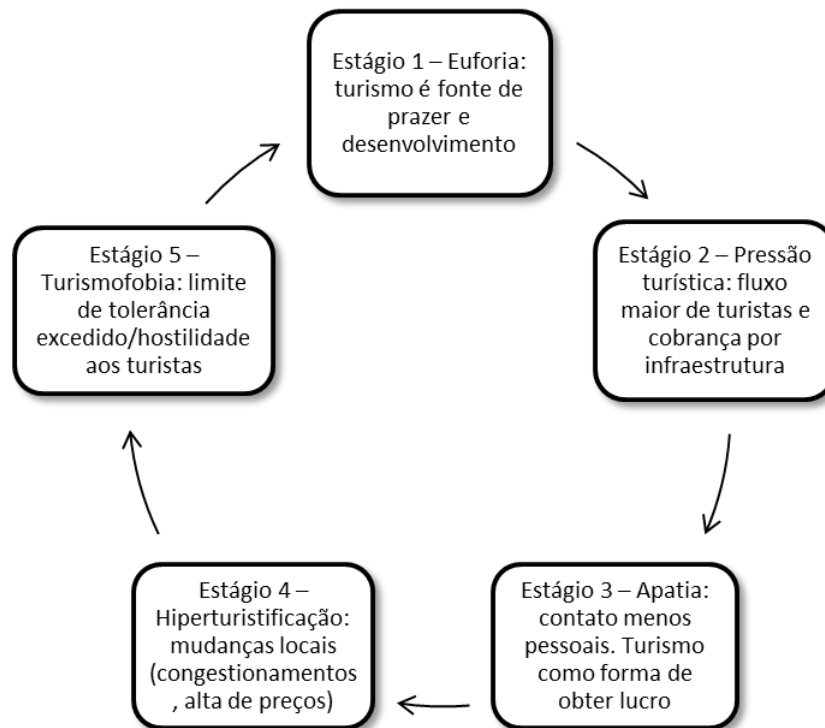 Estágio 1 – Euforia:
turismo é fonte de
prazer e
desenvolvimento
Estágio 2 – Pressão
turística: fluxo
maior de turistas e
cobrança por
infraestrutura
Estágio 3 – Apatia:
contato menos
pessoais. Turismo
como forma de
obter lucro
Estágio 4 –
Hiperturistificação:
mudanças locais
(congestionamentos
, alta de preços)
Estágio 5 –
Turismofobia: limite
de tolerância
excedido/hostilidade
aos turistas